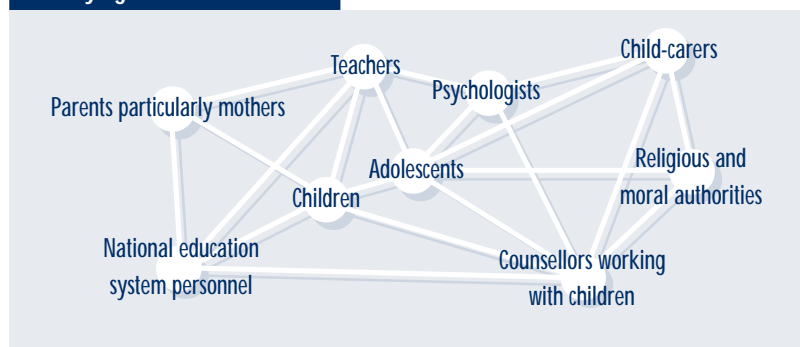 Teachers
Child-carers
Psychologists
Parents particularly mothers
Adolescents
Religious and
moral authorities
Children
National education
system personnel
Counsellors working
with children